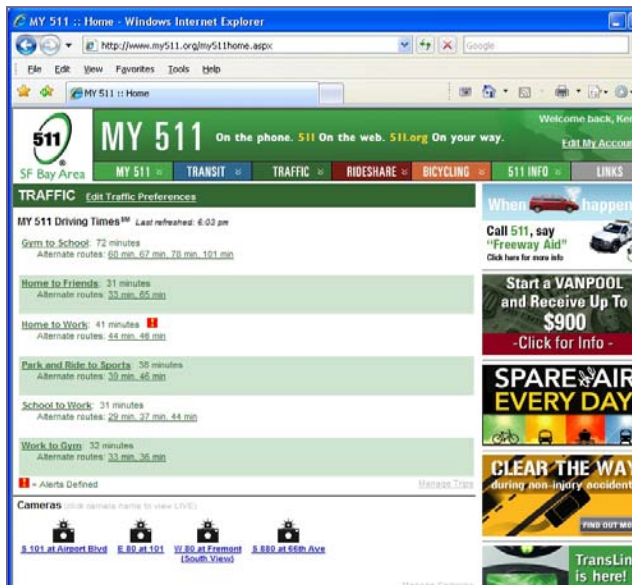 MY 511 :: Home - Windows Internet Explorer
http://www.my511.org/my511home.aspx
Google
File Edit View Favorites Tools Help
MY 511 :: Home
511
SF Bay Area
MY 511
On the phone. 511 On the web. 511.org On your way.
Welcome back, Ke
Edit My Accou
MY 511 TRANSIT TRAFFIC RIDESHARE BICYCLING 511 INFO LINKS
TRAFFIC Edit Traffic Preferences
MY 511 Driving Times SM Last refreshed: 6:03 pm
Gym to School: 72 minutes
Alternate routes: 60 min, 67 min, 78 min, 101 min
Home to Friends: 31 minutes
Alternate routes: 33 min, 65 min
Home to Work: 41 minutes
Alternate routes: 44 min, 46 min
Park and Ride to Sports: 38 minutes
Alternate routes: 39 min, 46 min
School to Work: 31 minutes
Alternate routes: 29 min, 37 min, 44 min
Work to Gym: 32 minutes
Alternate routes: 33 min, 36 min
! = Alerts Defined
Manage Trips
Cameras (click camera name to view LIVE)
S 101 at Airport Blvd E 80 at 101 W 80 at Fremont S 880 at 66th Ave
(South View)
When happen
Call 511, say
"Freeway Aid"
Click here for more info
Start a VANPOOL
and Receive Up To
$900
-Click for Info -
SPARE AIR
EVERY DAY
CLEAR THE WAY
during non-injury accident
FIND OUT MO
TransLin
is here!